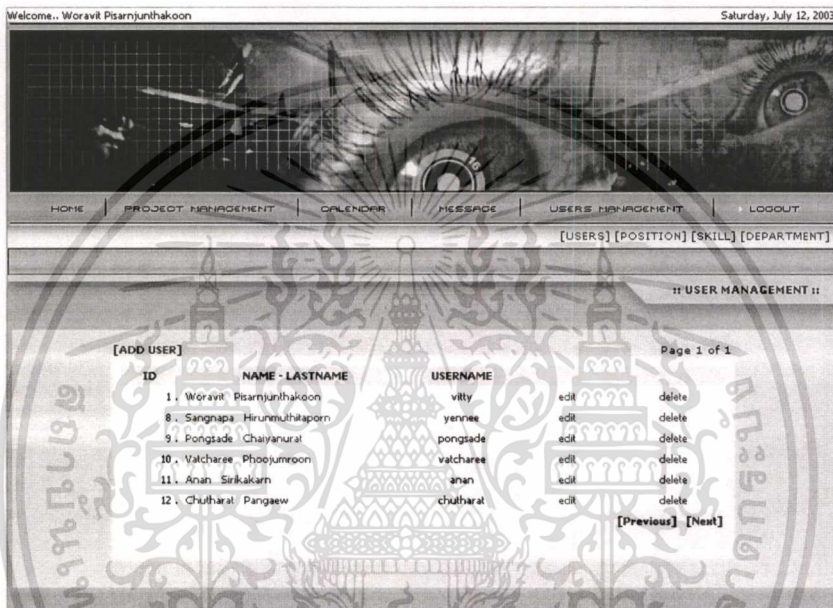 Welcome.. Woravit Pisarnjunthakoon Saturday, July 12, 2003
HOME PROJECT MANAGEMENT CALENDAR MESSAGE USERS MANAGEMENT LOGOUT
[USERS] [POSITION] [SKILL] [DEPARTMENT]
:: USER MANAGEMENT ::
[ADD USER] Page 1 of 1
ID NAME - LASTNAME USERNAME
1 . Woravit Pisarnjunthakoon vitty edit delete
8 . Sangnapa Hirunmuthitaporn yennee edit delete
9 . Pongsade Chaiyanurat pongsade edit delete
10 . Vatcharee Phoojumroon vatcharee edit delete
11 . Anan Sirikakarn anan edit delete
12 . Chutharat Pangaew chutharat edit delete
[Previous] [Next]